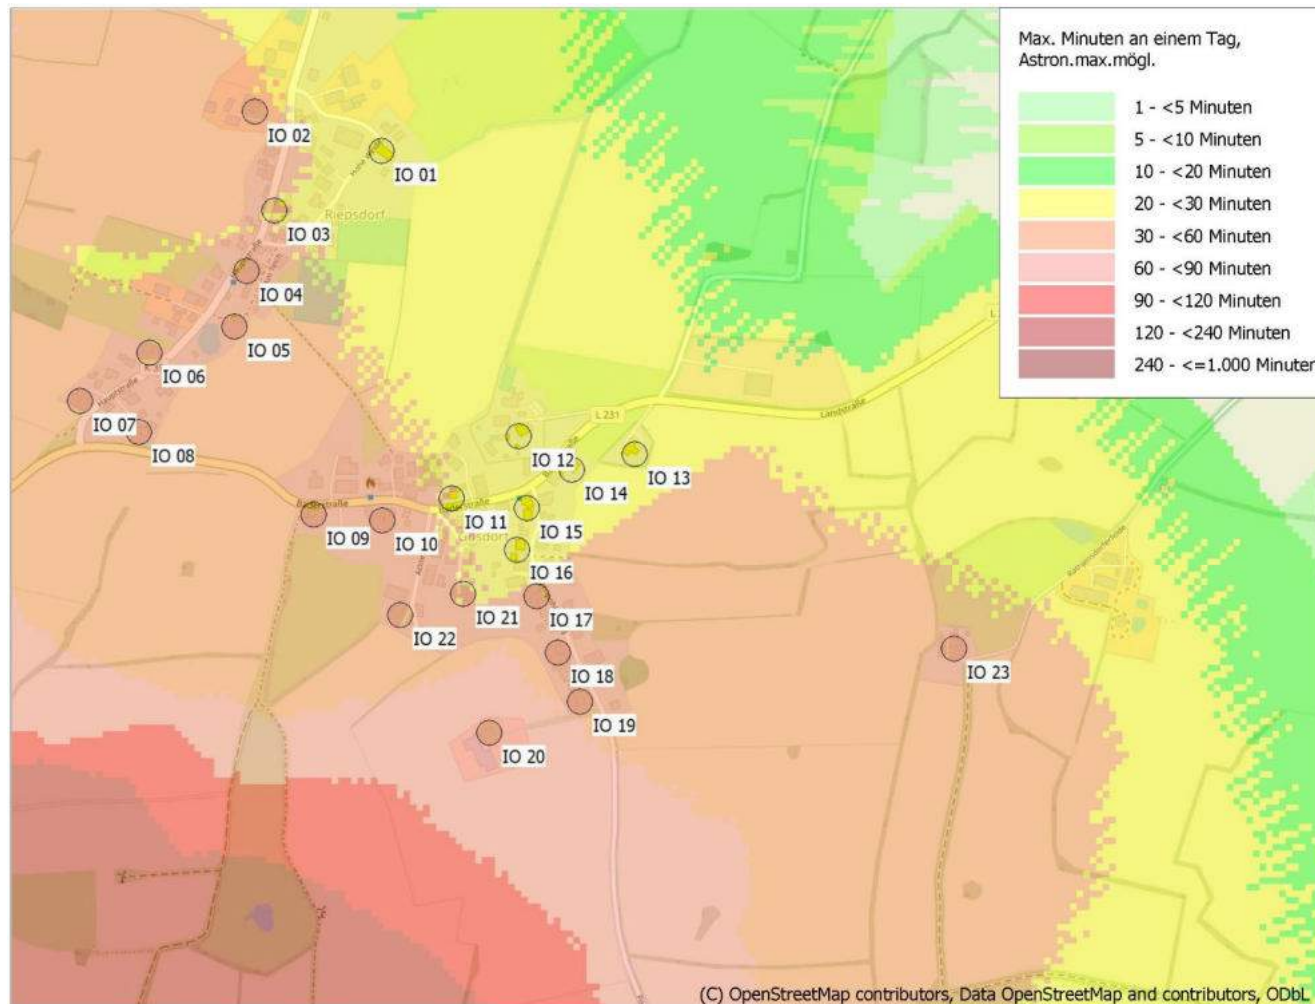 Max. Minuten an einem Tag,
Astron.max.mögl.
1 - <5 Minuten
5 - <10 Minuten
10 - <20 Minuten
20 - <30 Minuten
30 - <60 Minuten
60 - <90 Minuten
90 - <120 Minuten
120 - <240 Minuten
240 - <=1.000 Minuten
IO 02
IO 01
Riepsdorf
IO 03
IO 04
IO 05
IO 06
Hauptstraße
IO 07
IO 08
L 231
Landstraße
IO 12
IO 13
IO 14
Bäderstraße
IO 11
IO 15
IO 09
IO 10
IO 16
IO 21
IO 17
IO 22
IO 18
IO 23
IO 19
IO 20
(C) OpenStreetMap contributors, Data OpenStreetMap and contributors, ODbL